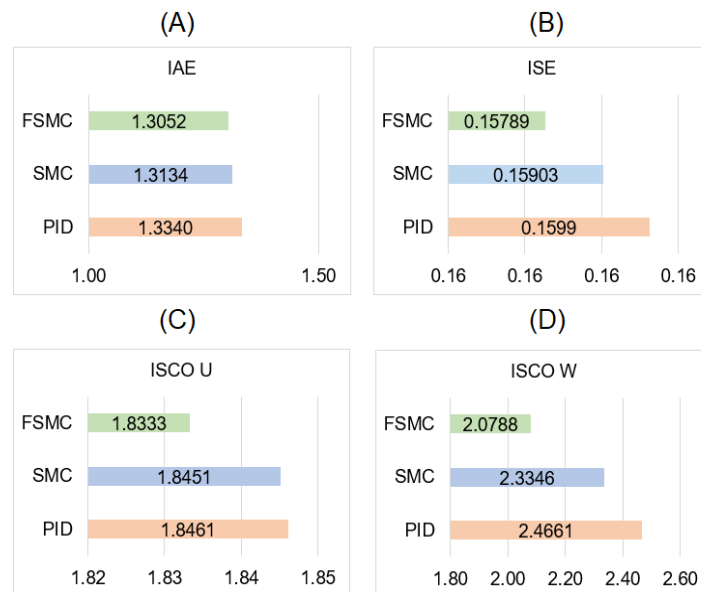 (A)
IAE
FSMC 1.3052
SMC 1.3134
PID 1.3340
1.00 1.50
(B)
ISE
FSMC 0.15789
SMC 0.15903
PID 0.1599
0.16 0.16 0.16 0.16
(C)
ISCO U
FSMC 1.8333
SMC 1.8451
PID 1.8461
1.82 1.83 1.84 1.85
(D)
ISCO W
FSMC 2.0788
SMC 2.3346
PID 2.4661
1.80 2.00 2.20 2.40 2.60